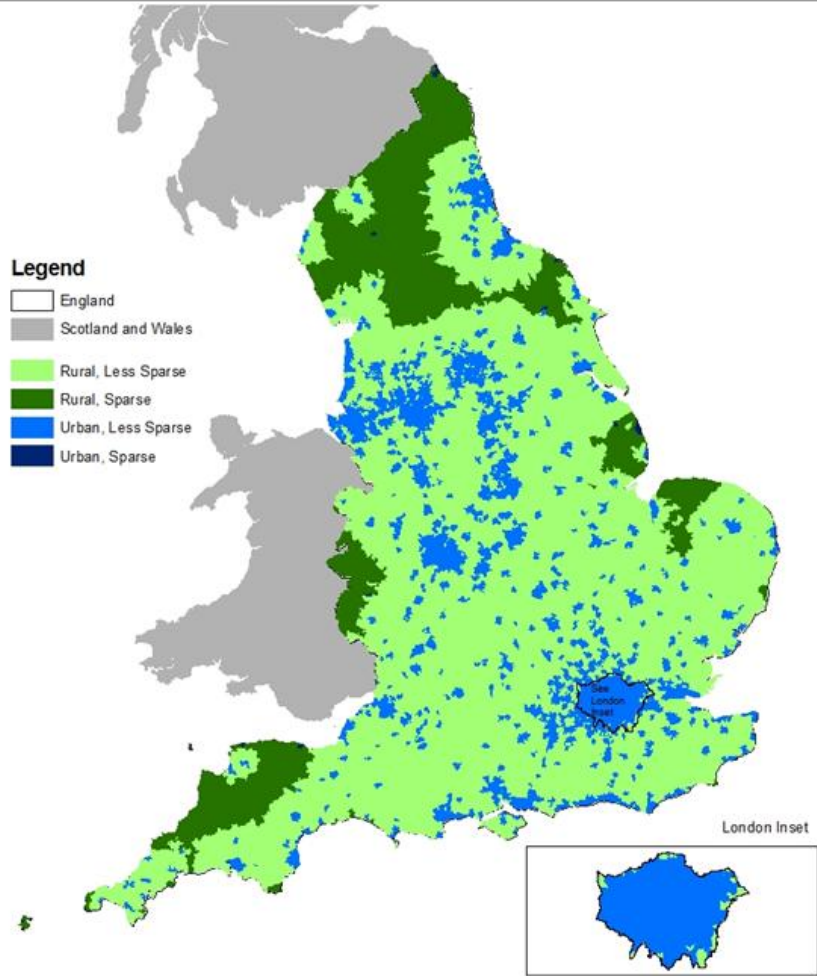 Legend
England
Scotland and Wales
Rural, Less Sparse
Rural, Sparse
Urban, Less Sparse
Urban, Sparse
See
London
Inset
London Inset